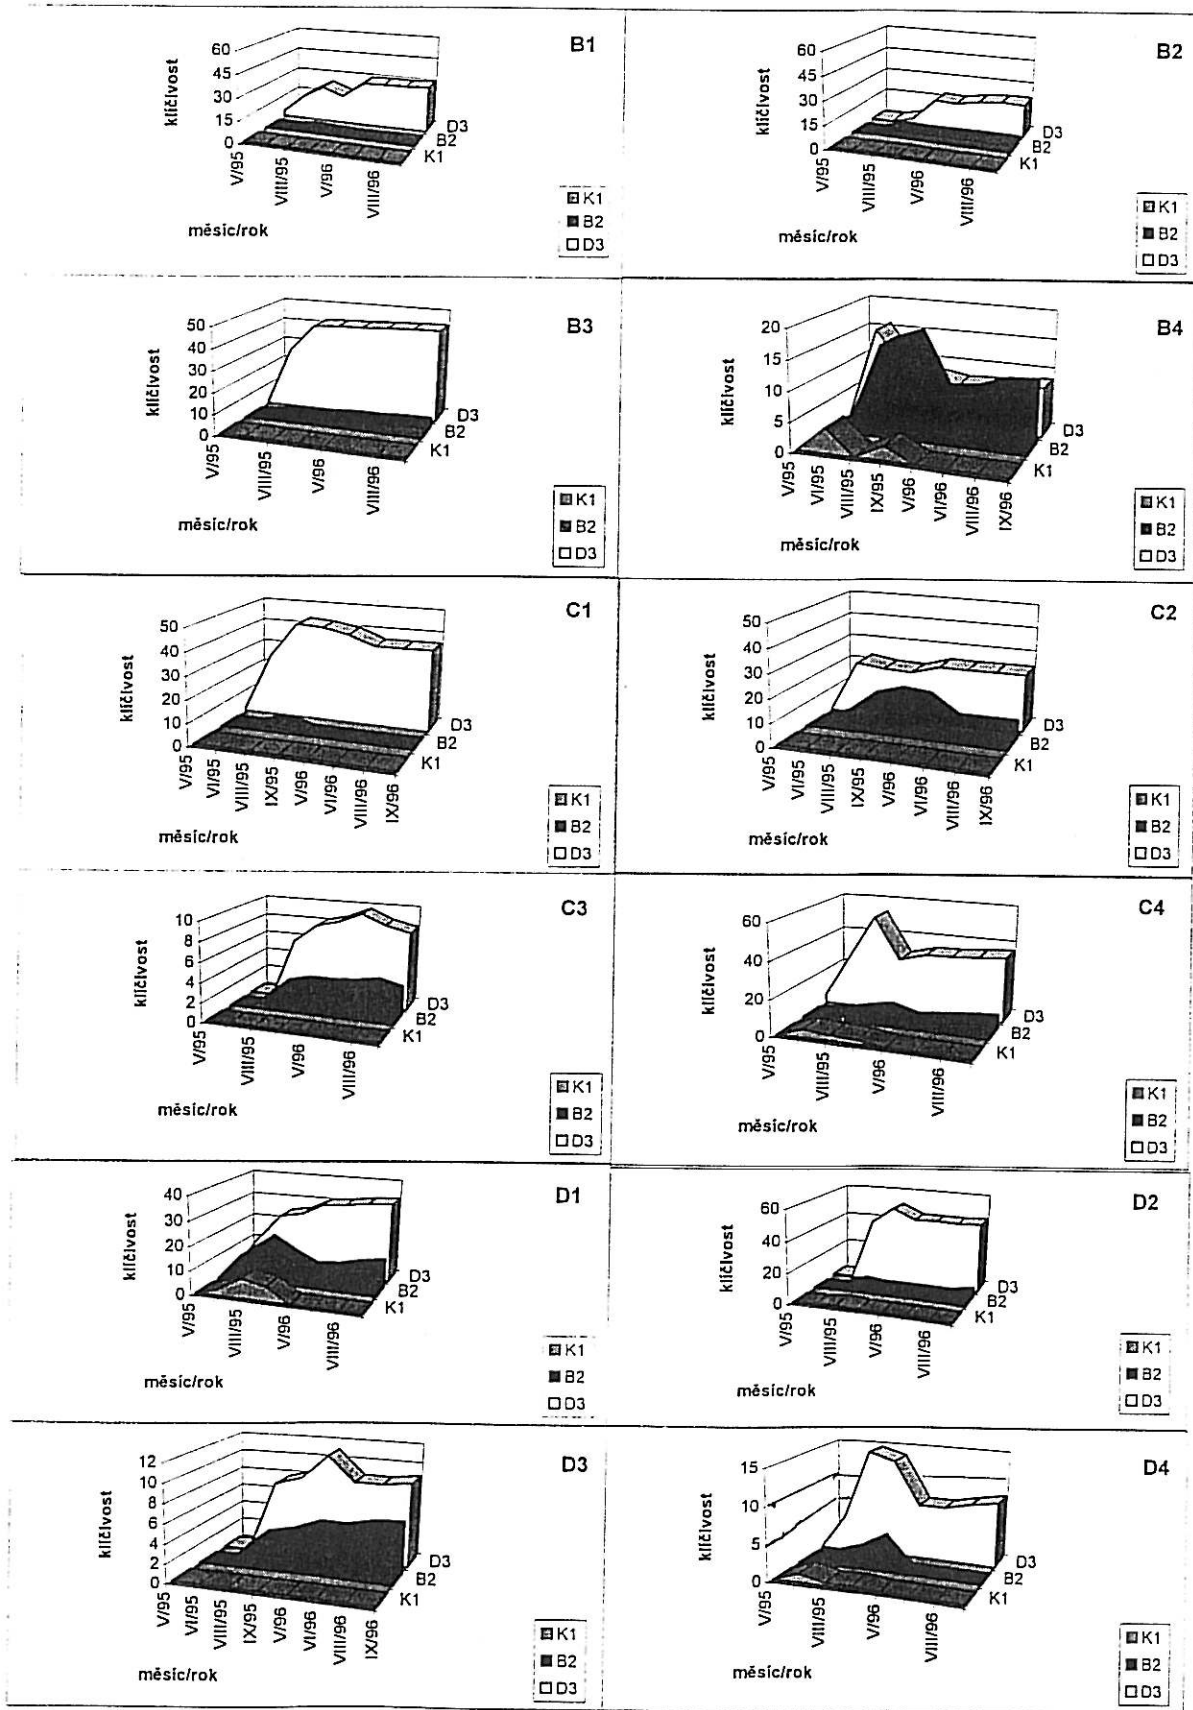 B1
klíčivost
60
45
30
15
0
V/95
VIII/95
V/96
VIII/96
D3
B2
K1
měsíc/rok
K1
B2
D3
B2
klíčivost
60
45
30
15
0
V/95
VIII/95
V/96
VIII/96
D3
B2
K1
měsíc/rok
K1
B2
D3
B3
klíčivost
50
40
30
20
10
0
V/95
VIII/95
V/96
VIII/96
D3
B2
K1
měsíc/rok
K1
B2
D3
B4
klíčivost
20
15
10
5
0
V/95
VI/95
VIII/95
IX/95
V/96
VI/96
VIII/96
IX/96
D3
B2
K1
měsíc/rok
K1
B2
D3
C1
klíčivost
50
40
30
20
10
0
V/95
VI/95
VIII/95
IX/95
V/96
VI/96
VIII/96
IX/96
D3
B2
K1
měsíc/rok
K1
B2
D3
C2
klíčivost
50
40
30
20
10
0
V/95
VI/95
VIII/95
IX/95
V/96
VI/96
VIII/96
IX/96
D3
B2
K1
měsíc/rok
K1
B2
D3
C3
klíčivost
10
8
6
4
2
0
V/95
VIII/95
V/96
VIII/96
D3
B2
K1
měsíc/rok
K1
B2
D3
C4
klíčivost
60
40
20
0
V/95
VIII/95
V/96
VIII/96
D3
B2
K1
měsíc/rok
K1
B2
D3
D1
klíčivost
40
30
20
10
0
V/95
VIII/95
V/96
VIII/96
D3
B2
K1
měsíc/rok
K1
B2
D3
D2
klíčivost
60
40
20
0
V/95
VIII/95
V/96
VIII/96
D3
B2
K1
měsíc/rok
K1
B2
D3
D3
klíčivost
12
10
8
6
4
2
0
V/95
VI/95
VIII/95
IX/95
V/96
VI/96
VIII/96
IX/96
D3
B2
K1
měsíc/rok
K1
B2
D3
D4
klíčivost
15
10
5
0
V/95
VIII/95
V/96
VIII/96
D3
B2
K1
měsíc/rok
K1
B2
D3